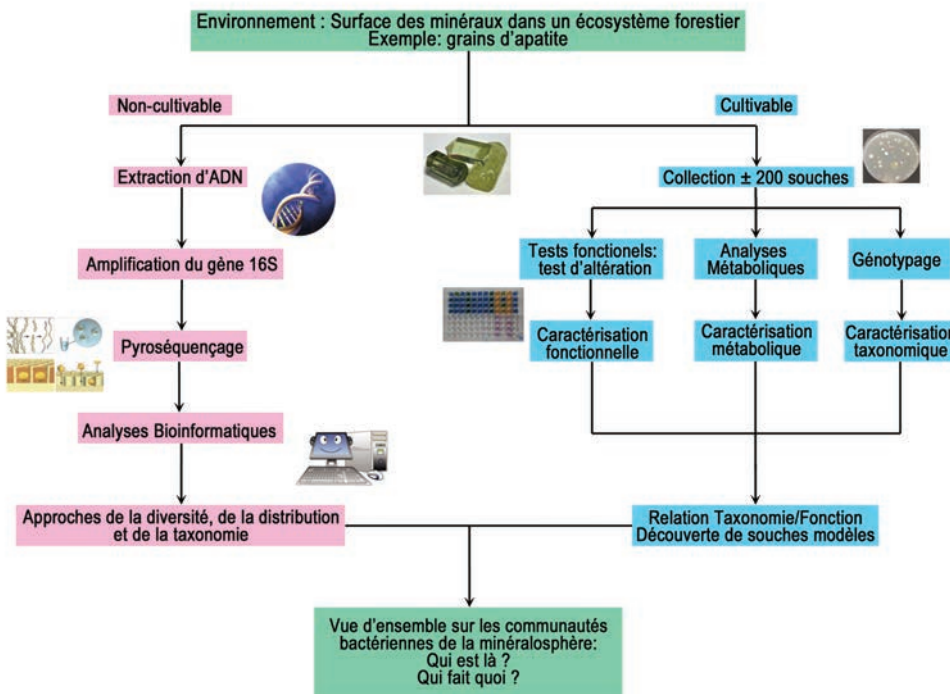 Environnement : Surface des minéraux dans un écosystème forestier
Exemple: grains d'apatite
Non-cultivable
Cultivable
Extraction d'ADN
Collection ± 200 souches
Amplification du gène 16S
Tests fonctionels:
test d'altération
Analyses
Métaboliques
Génotypage
Pyroséquençage
Caractérisation
fonctionnelle
Caractérisation
métabolique
Caractérisation
taxonomique
Analyses Bioinformatiques
Approches de la diversité, de la distribution
et de la taxonomie
Relation Taxonomie/Fonction
Découverte de souches modèles
Vue d'ensemble sur les communautés
bactériennes de la minéralosphère:
Qui est là ?
Qui fait quoi ?